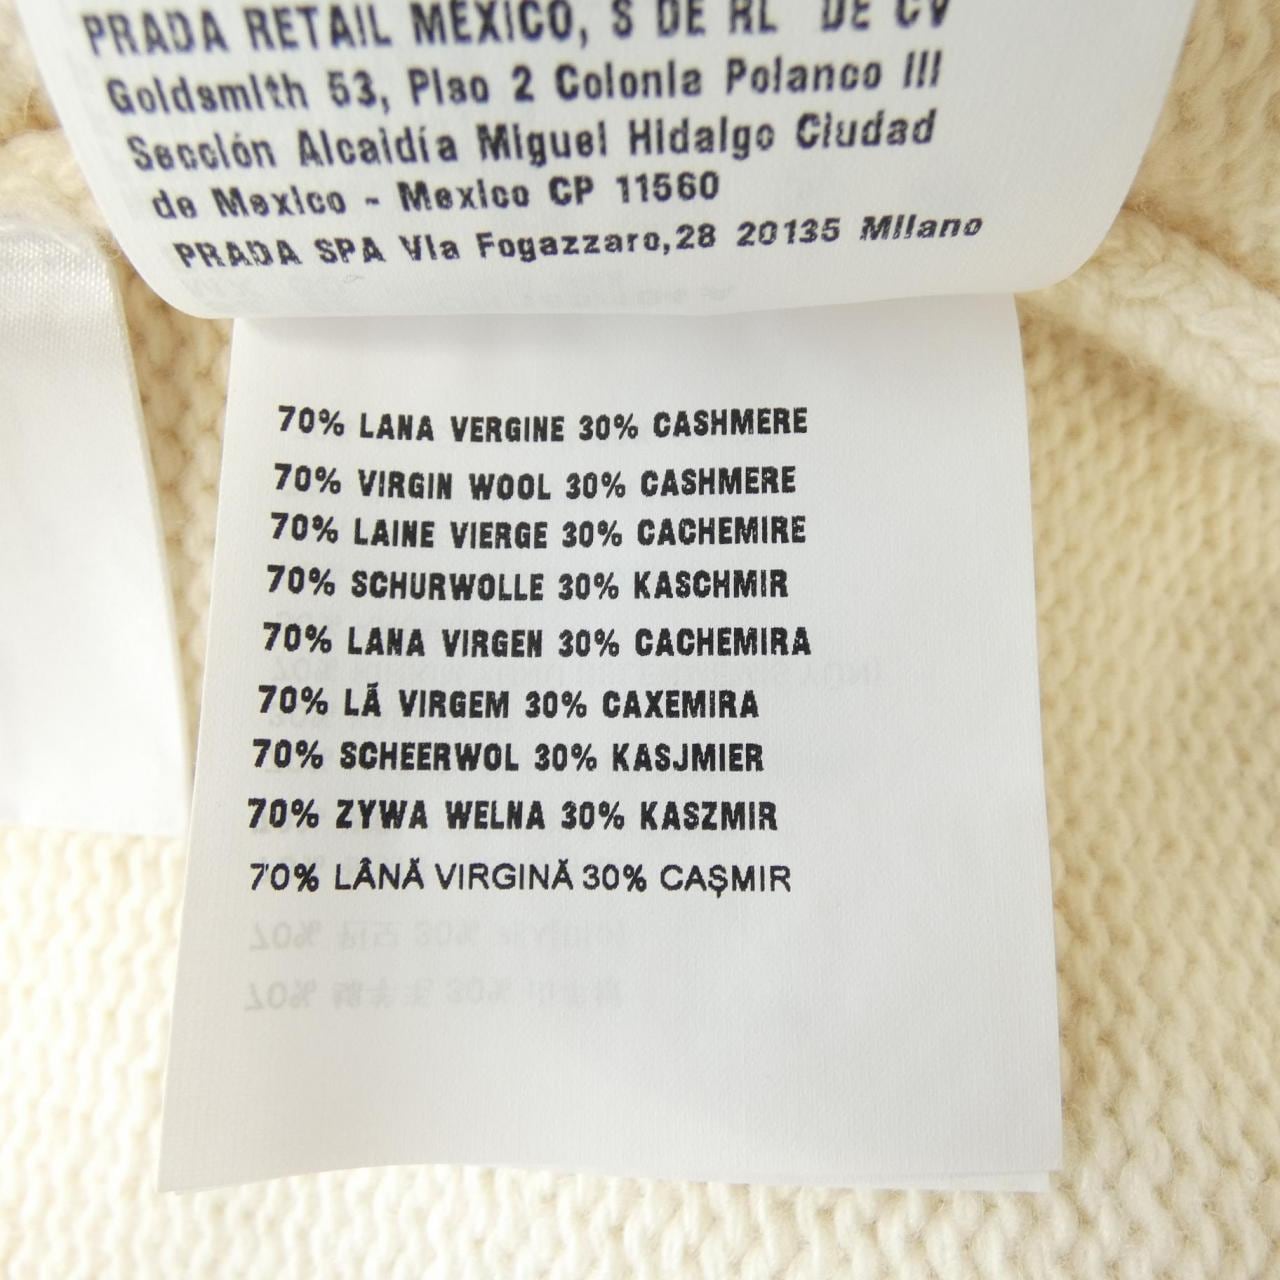 PRADA RETAIL MEXICO, S DE RL DE CV
Goldsmith 53, Piso 2 Colonia Polanco III
Sección Alcaidía Miguel Hidalgo Ciudad
de Mexico - Mexico CP 11560
PRADA SPA Via Fogazzaro,28 20135 Milano
70% LANA VERGINE 30% CASHMERE
70% VIRGIN WOOL 30% CASHMERE
70% LAINE VIERGE 30% CACHEMIRE
70% SCHURWOLLE 30% KASCHMIR
70% LANA VIRGEN 30% CACHEMIRA
70% LÃ VIRGEM 30% CAXEMIRA
70% SCHEERWOL 30% KASJMIER
70% ZYWA WELNA 30% KASZMIR
70% LÂNĂ VIRGINĂ 30% CAȘMIR